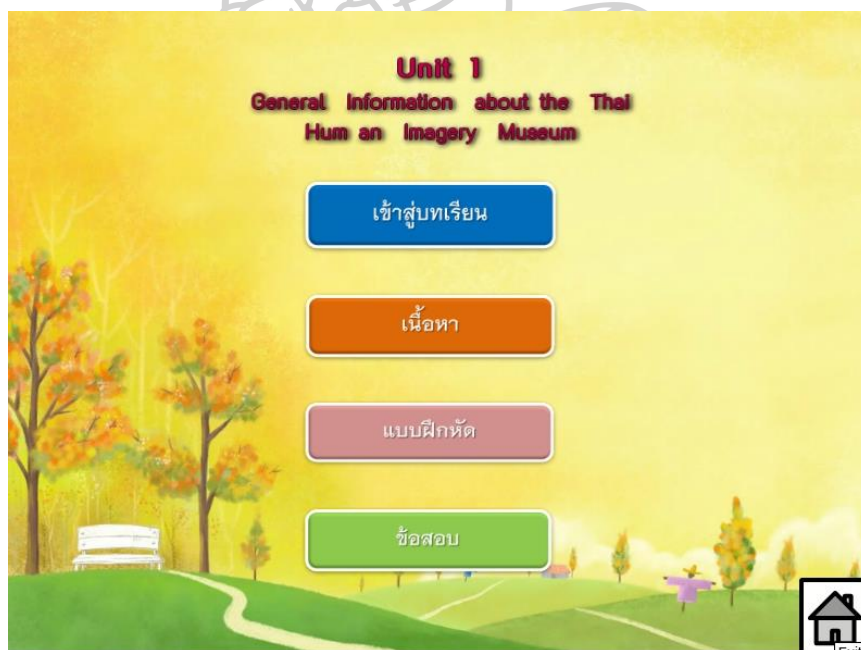 Unit 1
General Information about the Thai
Hum an Imagery Museum
เข้าสู่บทเรียน
เนื้อหา
แบบฝึกหัด
ข้อสอบ